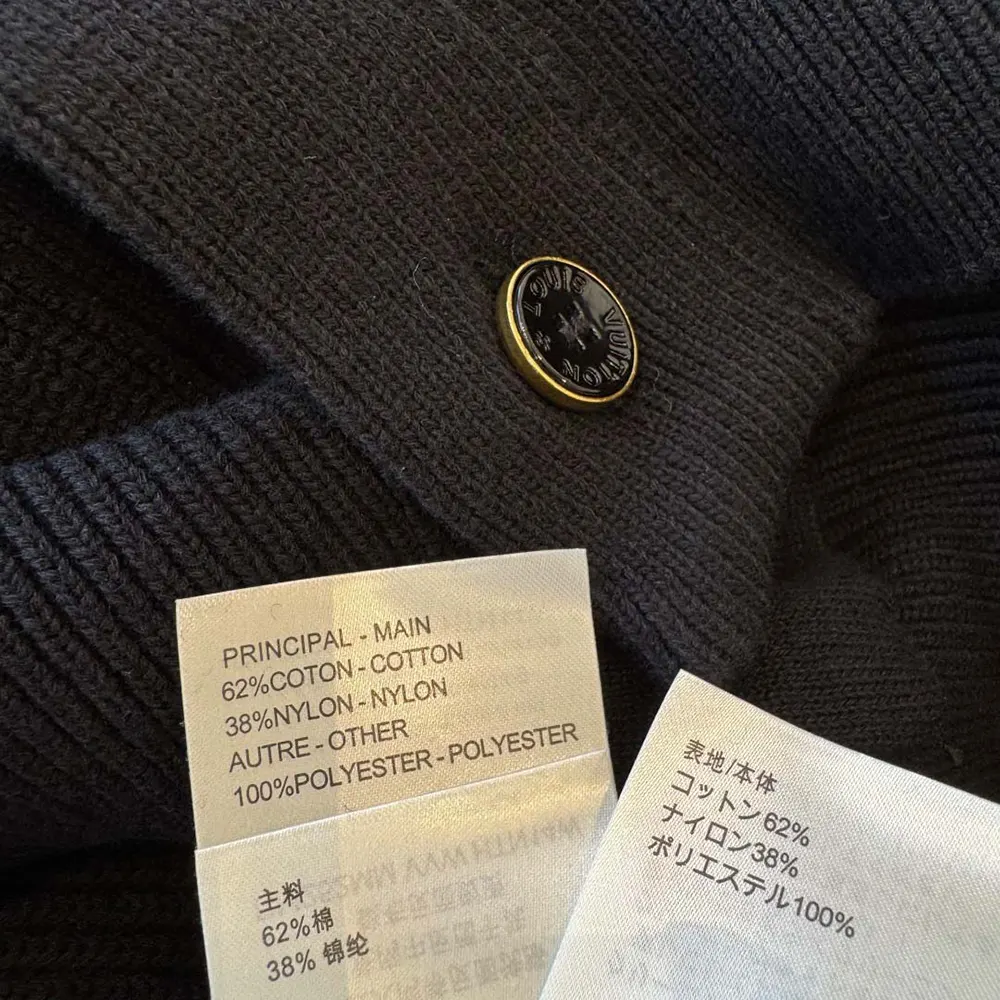 LOUIS VUITTON
PRINCIPAL - MAIN
62%COTON - COTTON
38%NYLON - NYLON
AUTRE - OTHER
100%POLYESTER - POLYESTER
主料
62%棉
38% 锦纶
表地/本体
コットン62%
ナイロン38%
ポリエステル100%